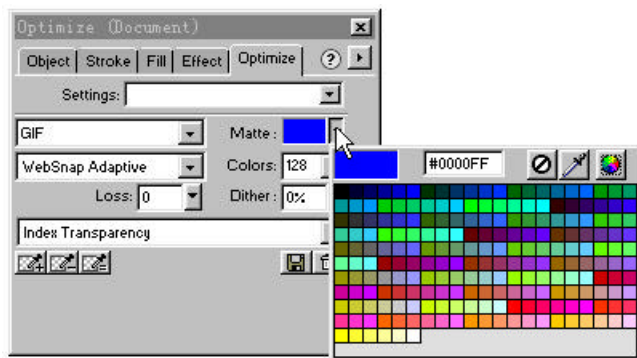 Optimize (Document)
Object Stroke Fill Effect Optimize ?
Settings:
GIF
Matte:
#0000FF
WebSnap Adaptive
Colors: 128
Loss: 0
Dither: 0%
Index Transparency